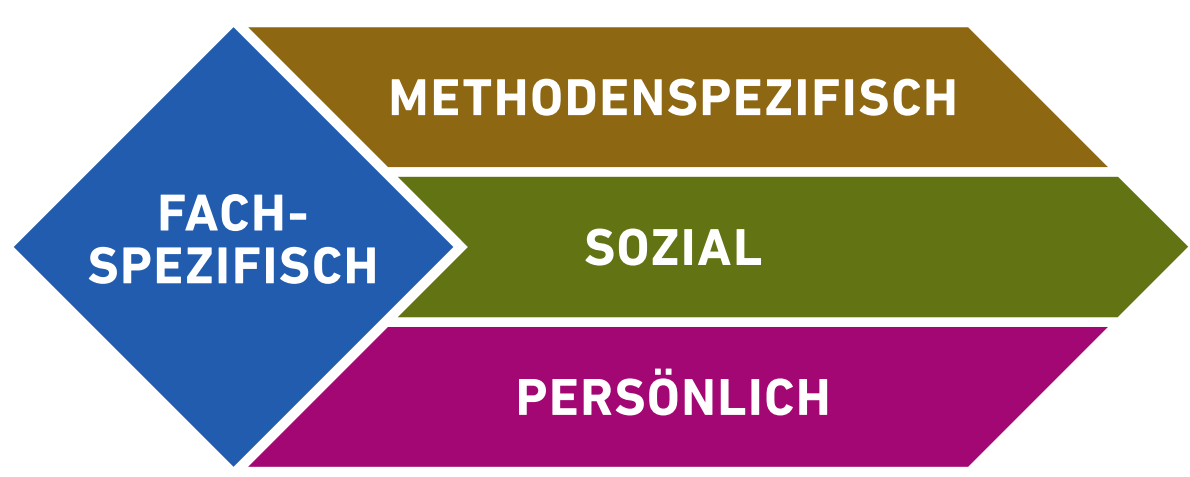 FACH-
SPEZIFISCH
METHODENSPEZIFISCH
SOZIAL
PERSÖNLICH